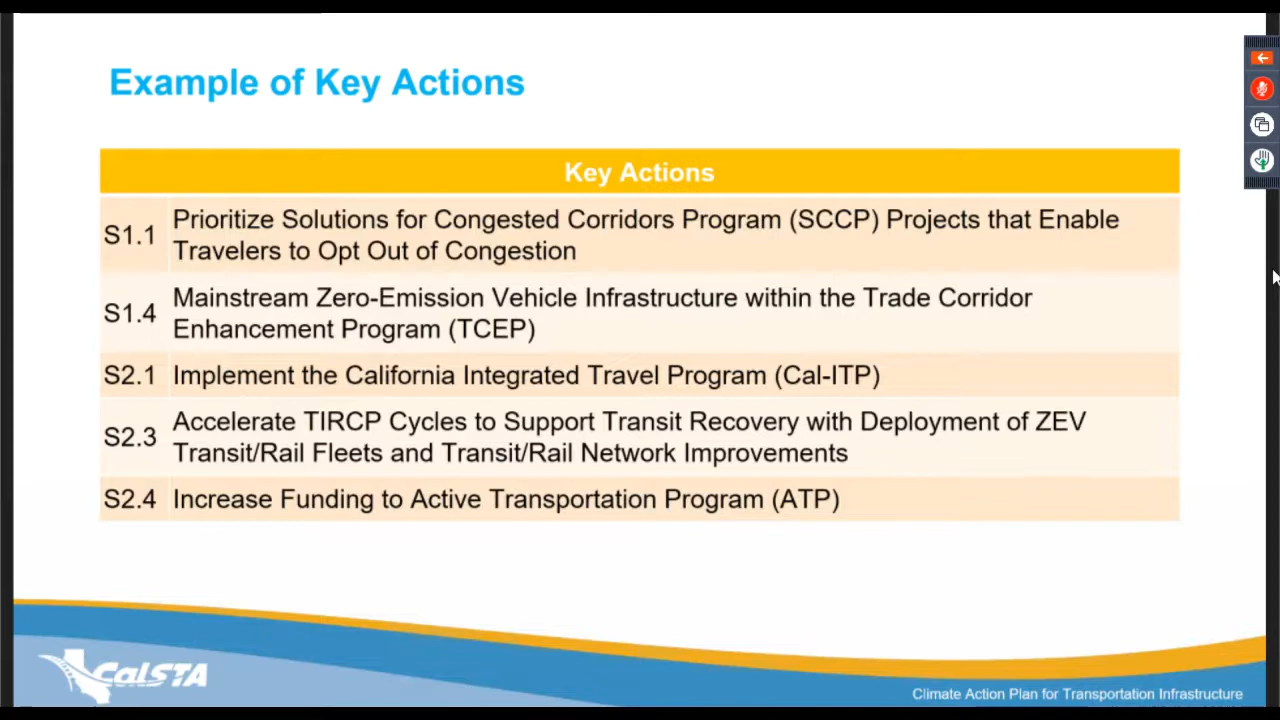 Example of Key Actions
Key Actions
S1.1
Prioritize Solutions for Congested Corridors Program (SCCP) Projects that Enable
Travelers to Opt Out of Congestion
S1.4
Mainstream Zero-Emission Vehicle Infrastructure within the Trade Corridor
Enhancement Program (TCEP)
S2.1 Implement the California Integrated Travel Program (Cal-ITP)
S2.3
Accelerate TIRCP Cycles to Support Transit Recovery with Deployment of ZEV
Transit/Rail Fleets and Transit/Rail Network Improvements
S2.4 Increase Funding to Active Transportation Program (ATP)
CalSTA
Climate Action Plan for Transportation Infrastructure